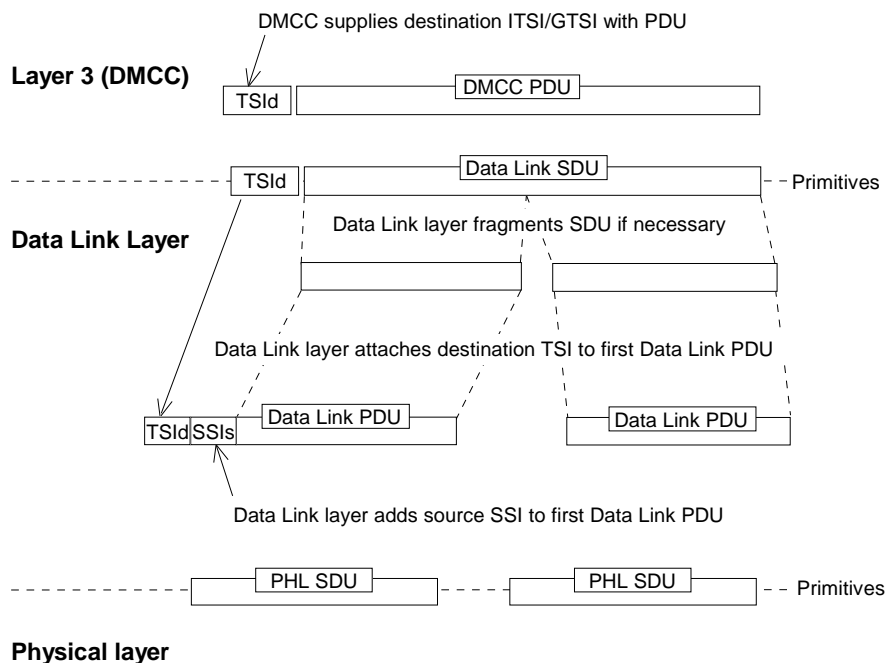 DMCC supplies destination ITSI/GTSI with PDU
Layer 3 (DMCC)
TSId
DMCC PDU
TSId
Data Link SDU
Primitives
Data Link Layer
Data Link layer fragments SDU if necessary
Data Link layer attaches destination TSI to first Data Link PDU
TSId
SSIs
Data Link PDU
Data Link PDU
Data Link layer adds source SSI to first Data Link PDU
PHL SDU
PHL SDU
Primitives
Physical layer